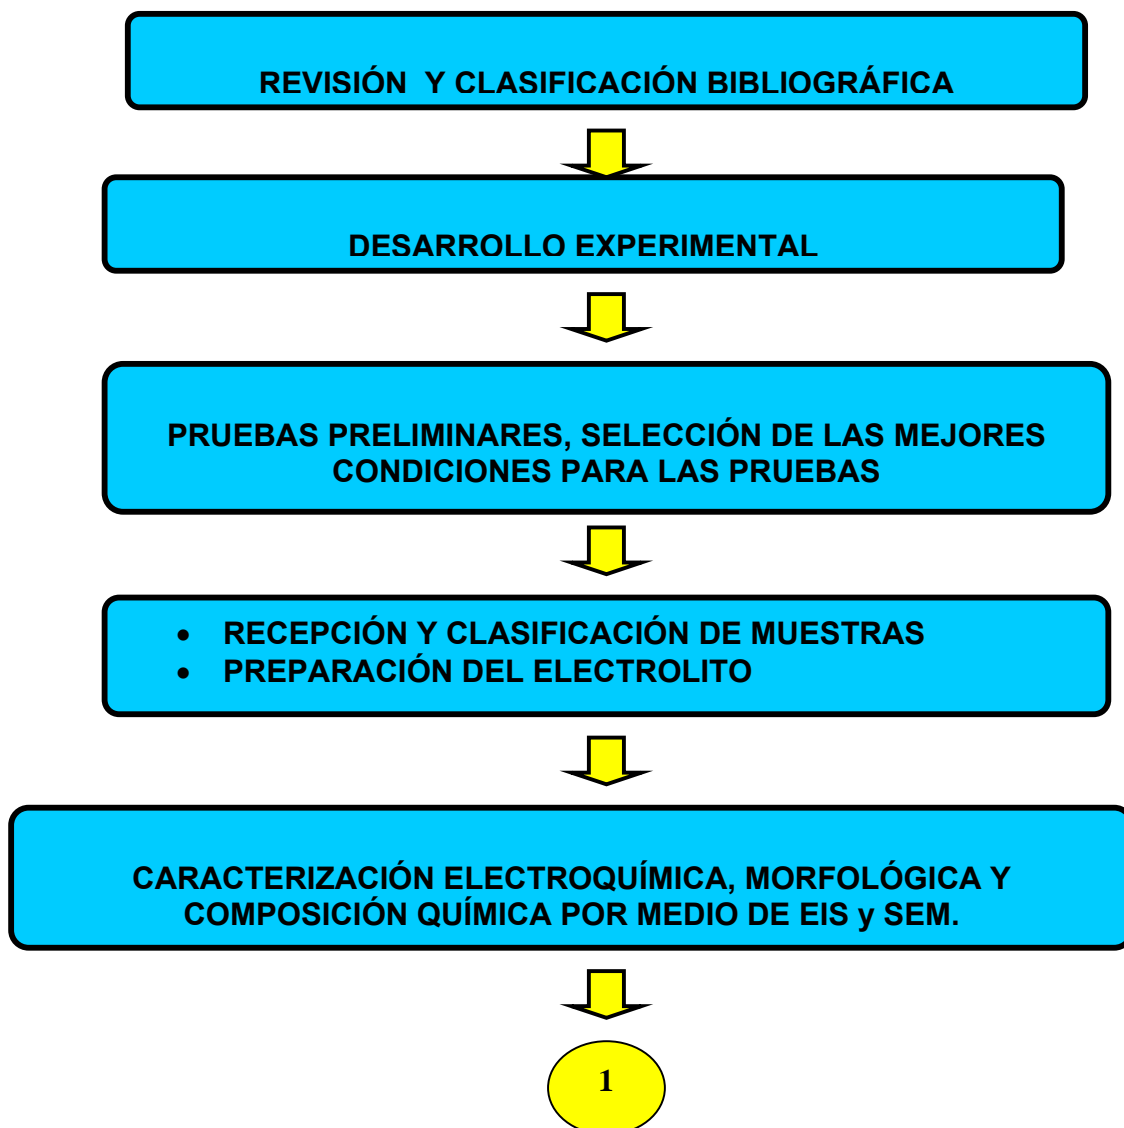 REVISIÓN Y CLASIFICACIÓN BIBLIOGRÁFICA
DESARROLLO EXPERIMENTAL
PRUEBAS PRELIMINARES, SELECCIÓN DE LAS MEJORES
CONDICIONES PARA LAS PRUEBAS
• RECEPCIÓN Y CLASIFICACIÓN DE MUESTRAS
• PREPARACIÓN DEL ELECTROLITO
CARACTERIZACIÓN ELECTROQUÍMICA, MORFOLÓGICA Y
COMPOSICIÓN QUÍMICA POR MEDIO DE EIS y SEM.
1